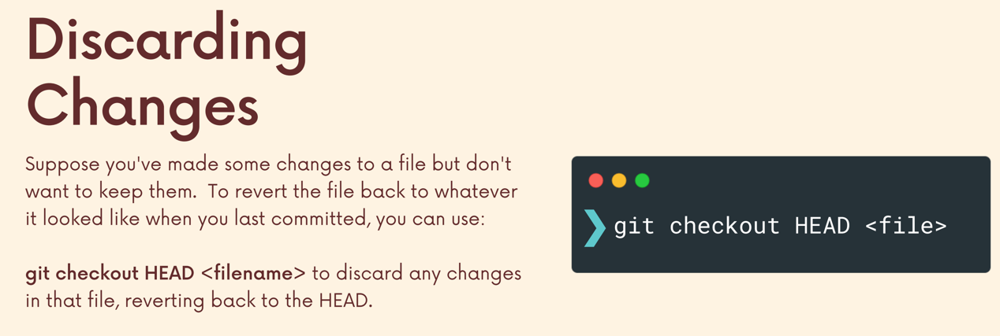 Discarding
Changes
Suppose you've made some changes to a file but don't
want to keep them.  To revert the file back to whatever
it looked like when you last committed, you can use:
git checkout HEAD <filename> to discard any changes
in that file, reverting back to the HEAD.
❯ git checkout HEAD <file>